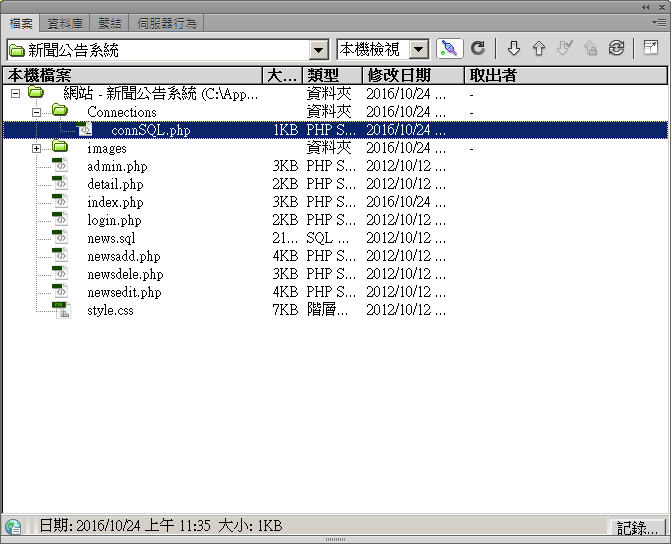 檔案 資料庫 繫結 伺服器行為
新聞公告系統 本機檢視
本機檔案 大... 類型 修改日期 取出者
網站 - 新聞公告系統 (C:\App... 資料夾 2016/10/24 ... -
Connections 資料夾 2016/10/24 ... -
connSQL.php 1KB PHP S... 2016/10/24 ...
images 資料夾 2016/10/24 ... -
admin.php 3KB PHP S... 2012/10/12 ...
detail.php 2KB PHP S... 2012/10/12 ...
index.php 3KB PHP S... 2016/10/24 ...
login.php 2KB PHP S... 2012/10/12 ...
news.sql 21... SQL ... 2012/10/12 ...
newsadd.php 4KB PHP S... 2012/10/12 ...
newsdele.php 3KB PHP S... 2012/10/12 ...
newsedit.php 4KB PHP S... 2012/10/12 ...
style.css 7KB 階層... 2012/10/12 ...
日期: 2016/10/24 上午 11:35 大小: 1KB 記錄...